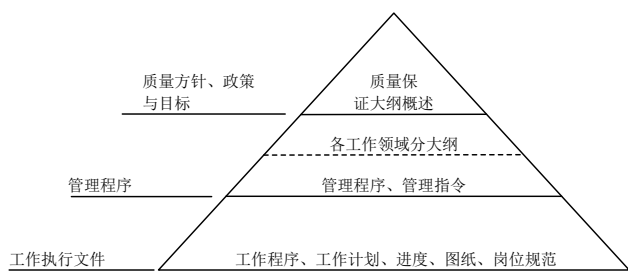 质量方针、政策
与目标
质量保
证大纲概述
各工作领域分大纲
管理程序
管理程序、管理指令
工作执行文件
工作程序、工作计划、进度、图纸、岗位规范